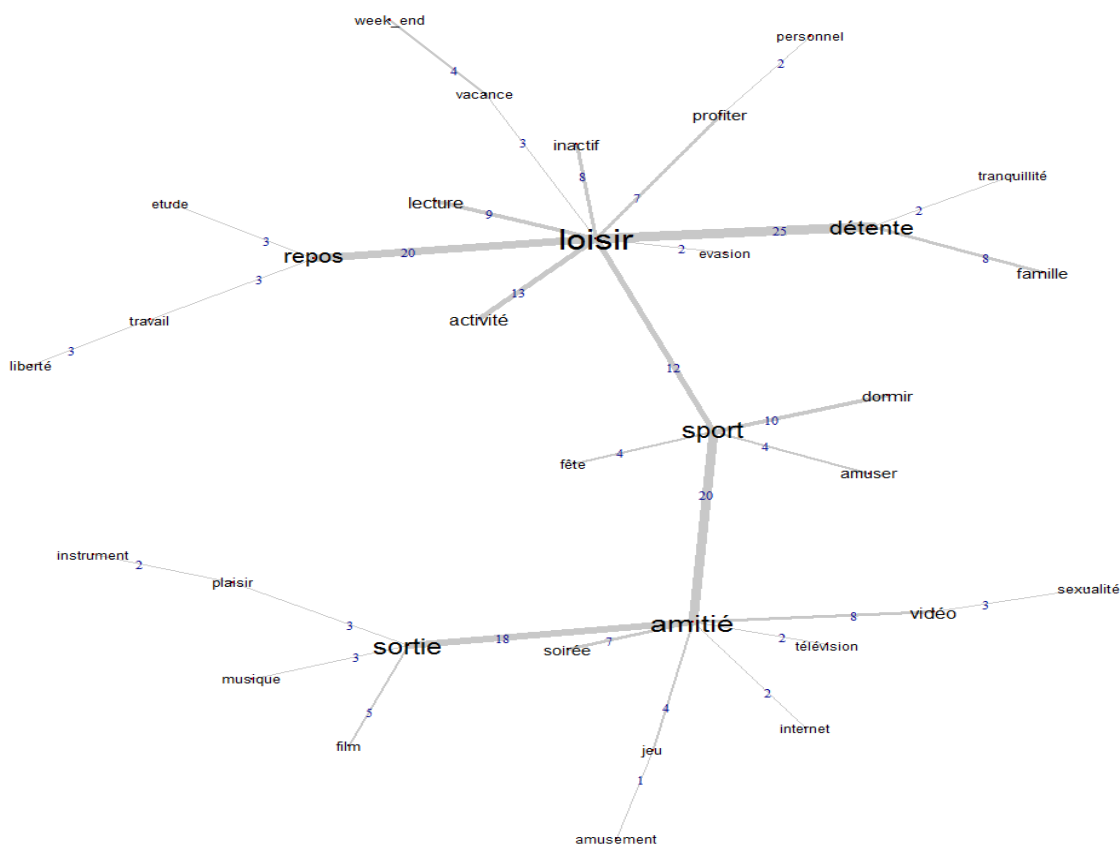 week_end
personnel
4
2
vacance
profiter
3
inactif
8
tranquillité
7
2
etude
lecture
9
3
repos
20
loisir
25
détente
2
evasion
8
famille
3
13
activité
travail
3
liberté
12
dormir
10
sport
4
4
fête
amuser
20
instrument
2
plaisir
sexualité
3
8
vidéo
3
amitié
18
2
télévision
sortie
soirée
7
3
musique
2
4
5
internet
film
jeu
1
amusement